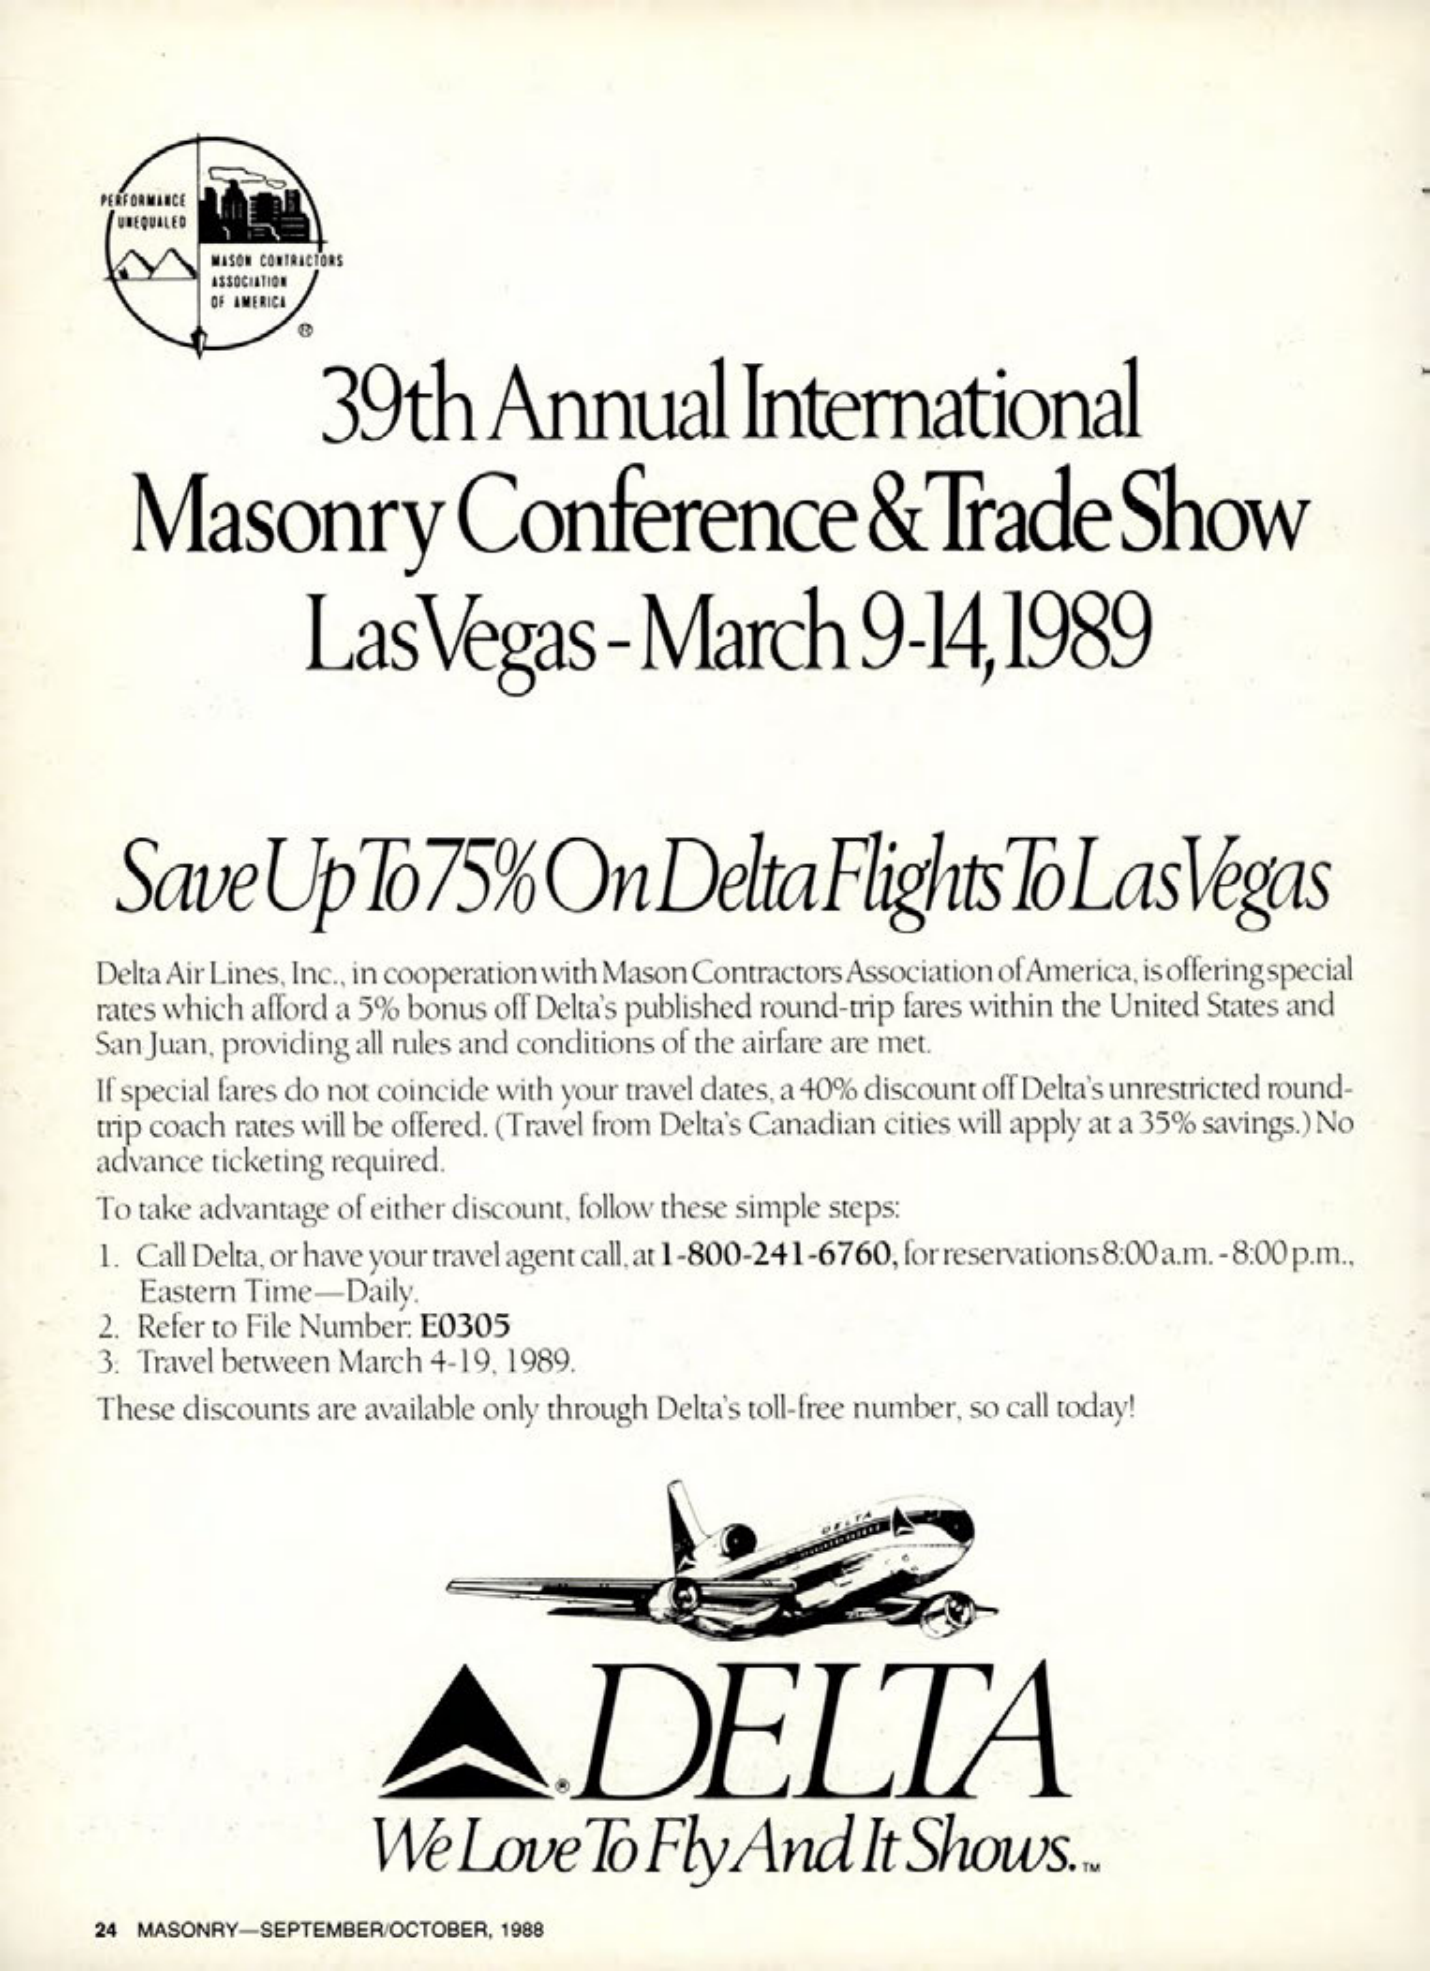 PERFORMANCE
UNEQUALED
MASON CONTRACTORS
ASSOCIATION
OF AMERICA
®
39th Annual International
Masonry Conference & Trade Show
Las Vegas - March 9-14, 1989
Save Up To 75% On Delta Flights To Las Vegas
Delta Air Lines, Inc., in cooperation with Mason Contractors Association of America, is offering special
rates which afford a 5% bonus off Delta's published round-trip fares within the United States and
San Juan, providing all rules and conditions of the airfare are met.
If special fares do not coincide with your travel dates, a 40% discount off Delta's unrestricted round-
trip coach rates will be offered. (Travel from Delta's Canadian cities will apply at a 35% savings.) No
advance ticketing required.
To take advantage of either discount, follow these simple steps:
1. Call Delta, or have your travel agent call, at 1-800-241-6760, for reservations 8:00 a.m. - 8:00 p.m.,
Eastern Time—Daily.
2. Refer to File Number: E0305
3. Travel between March 4-19, 1989.
These discounts are available only through Delta's toll-free number, so call today!
DELTA
® DELTA
We Love To Fly And It Shows.™
24 MASONRY—SEPTEMBER/OCTOBER, 1988